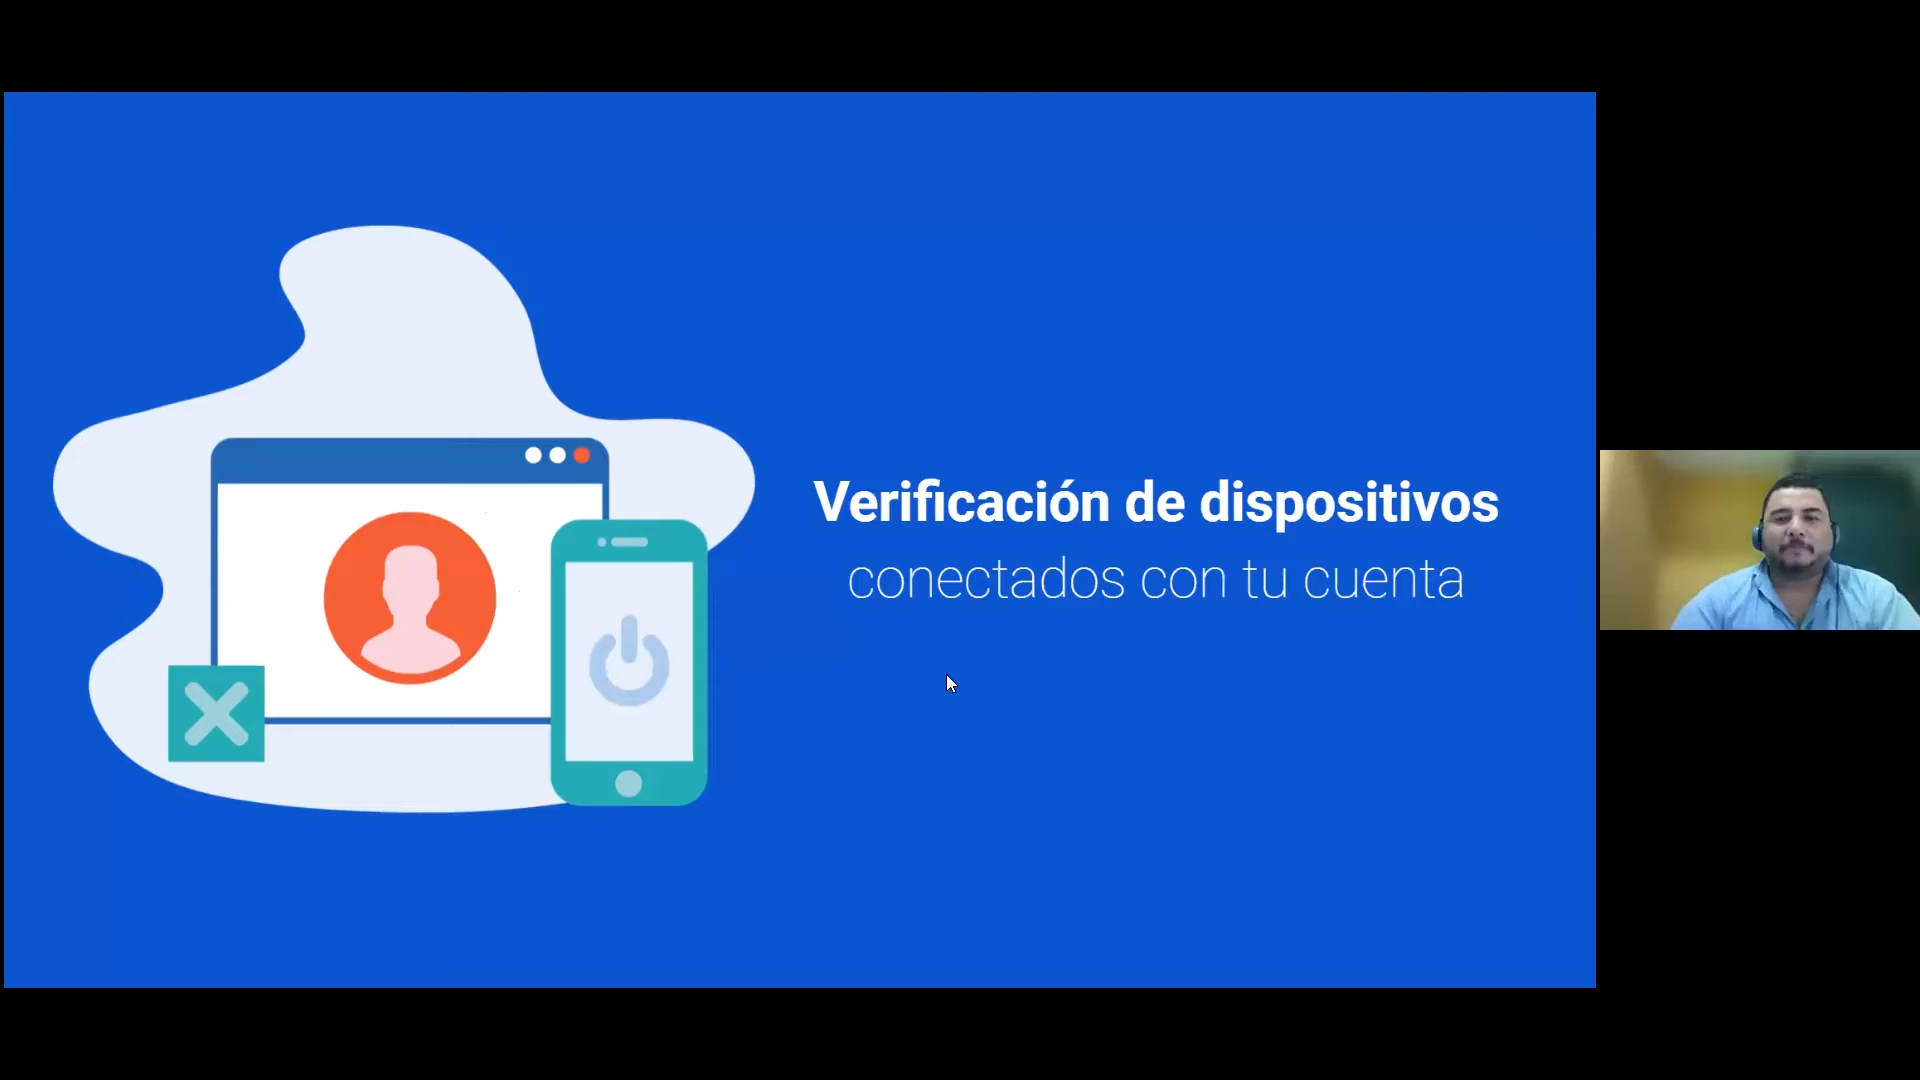 Verificación de dispositivos
conectados con tu cuenta